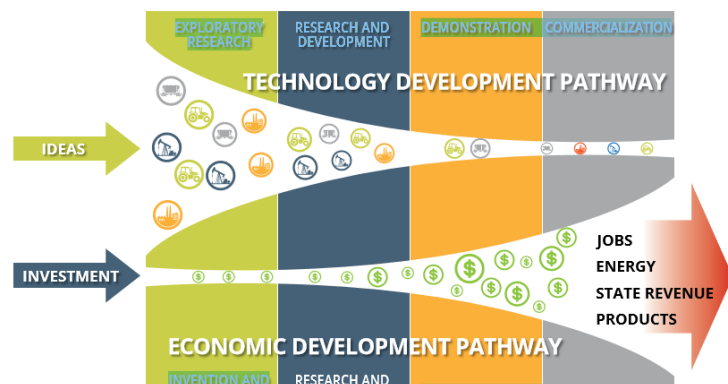 EXPLORATORY
RESEARCH
RESEARCH AND
DEVELOPMENT
DEMONSTRATION
COMMERCIALIZATION
TECHNOLOGY DEVELOPMENT PATHWAY
IDEAS
JOBS
ENERGY
STATE REVENUE
PRODUCTS
INVESTMENT
$ $ $ $ $ $ $ $ $ $ $ $ $ $ $ $ $ $
ECONOMIC DEVELOPMENT PATHWAY
INVENTION AND
RESEARCH AND